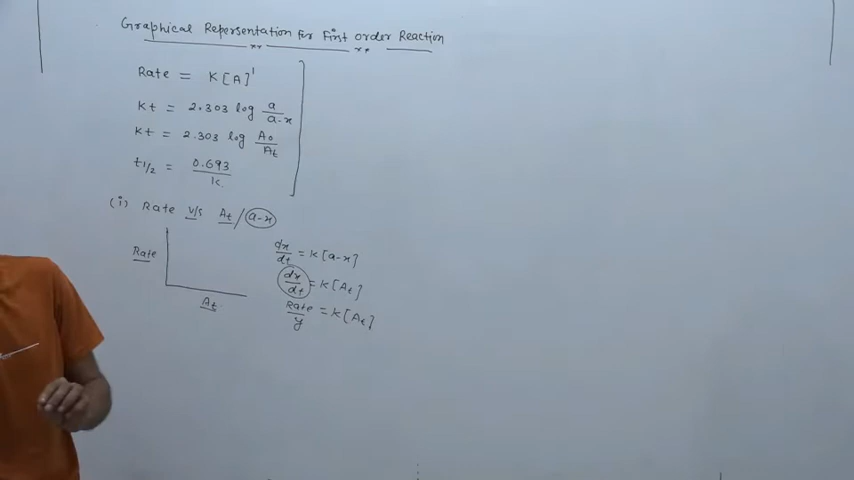 Graphical Repersentation for First order Reaction
Rate = K[A]¹
Kt = 2.303 log a/a-x
Kt = 2.303 log A₀/At
t1/2 = 0.693/K
(i) Rate v/s At/(a-x)
Rate
At
dx/dt = K[a-x]
dx/dt = K[At]
Rate = K[At]
y